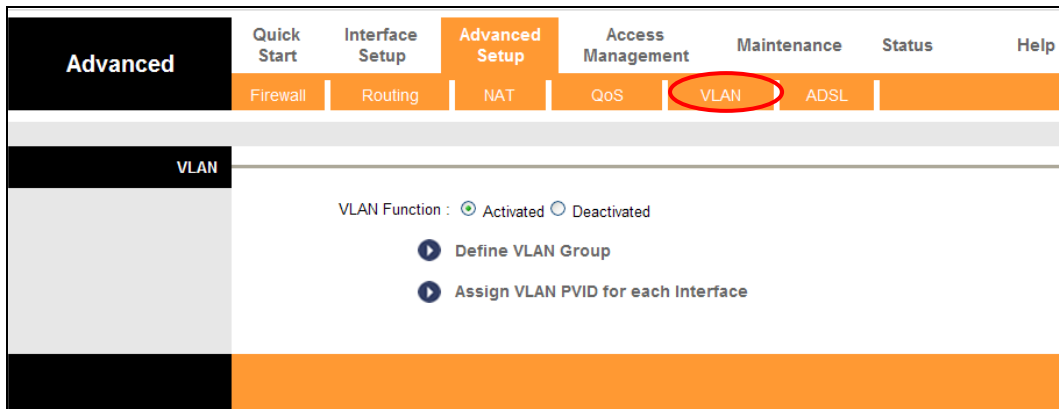 Advanced
Quick Start
Interface Setup
Advanced Setup
Access Management
Maintenance
Status
Help
Firewall
Routing
NAT
QoS
VLAN
ADSL
VLAN
VLAN Function : Activated Deactivated
Define VLAN Group
Assign VLAN PVID for each Interface